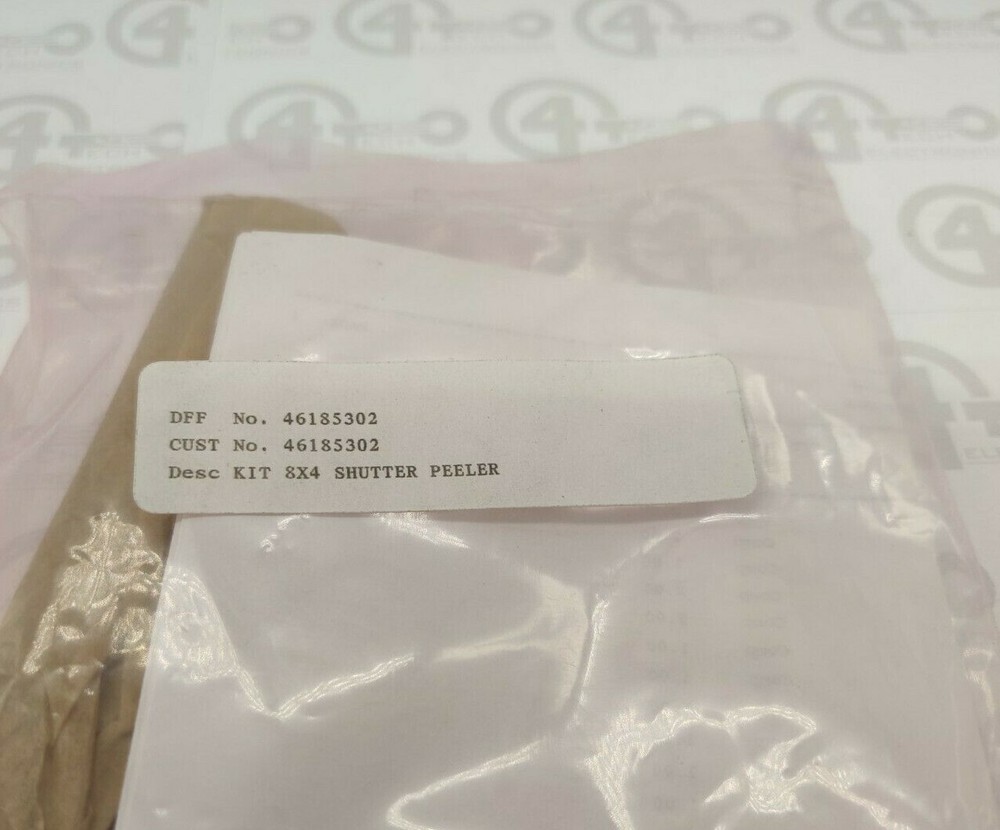 DFF No. 46185302
CUST No. 46185302
Desc KIT 8X4 SHUTTER PEELER